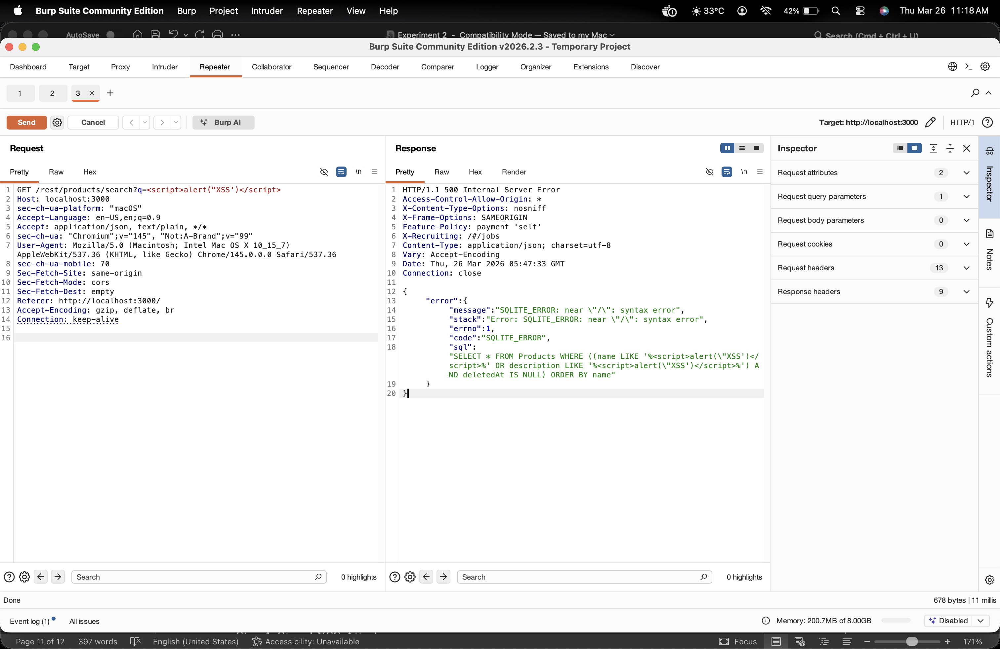 Burp Suite Community Edition Burp Project Intruder Repeater View Help 33°C 42% Thu Mar 26 11:18 AM
AutoSave Experiment 2 - Compatibility Mode — Saved to my Mac Search (Cmd + Ctrl + U)
Burp Suite Community Edition v2026.2.3 - Temporary Project
Dashboard Target Proxy Intruder Repeater Collaborator Sequencer Decoder Comparer Logger Organizer Extensions Discover
1 2 3 × +
Send Cancel Burp AI Target: http://localhost:3000 HTTP/1
Request
Pretty Raw Hex \n
1 GET /rest/products/search?q=<script>alert("XSS')</script>
2 Host: localhost:3000
3 sec-ch-ua-platform: "macOS"
4 Accept-Language: en-US,en;q=0.9
5 Accept: application/json, text/plain, */*
6 sec-ch-ua: "Chromium";v="145", "Not:A-Brand";v="99"
7 User-Agent: Mozilla/5.0 (Macintosh; Intel Mac OS X 10_15_7)
AppleWebKit/537.36 (KHTML, like Gecko) Chrome/145.0.0.0 Safari/537.36
8 sec-ch-ua-mobile: ?0
9 Sec-Fetch-Site: same-origin
10 Sec-Fetch-Mode: cors
11 Sec-Fetch-Dest: empty
12 Referer: http://localhost:3000/
13 Accept-Encoding: gzip, deflate, br
14 Connection: keep-alive
15
16
Search 0 highlights
Response
Pretty Raw Hex Render \n
1 HTTP/1.1 500 Internal Server Error
2 Access-Control-Allow-Origin: *
3 X-Content-Type-Options: nosniff
4 X-Frame-Options: SAMEORIGIN
5 Feature-Policy: payment 'self'
6 X-Recruiting: /#/jobs
7 Content-Type: application/json; charset=utf-8
8 Vary: Accept-Encoding
9 Date: Thu, 26 Mar 2026 05:47:33 GMT
10 Connection: close
11
12 {
13 "error":{
14 "message":"SQLITE_ERROR: near \"/\": syntax error",
15 "stack":"Error: SQLITE_ERROR: near \"/\": syntax error",
16 "errno":1,
17 "code":"SQLITE_ERROR",
18 "sql":
"SELECT * FROM Products WHERE ((name LIKE '%<script>alert(\"XSS')</
script>%' OR description LIKE '%<script>alert(\"XSS')</script>%') A
ND deletedAt IS NULL) ORDER BY name"
19 }
20 }
Search 0 highlights
Inspector
Request attributes 2
Request query parameters 1
Request body parameters 0
Request cookies 0
Request headers 13
Response headers 9
Inspector
Notes
Custom actions
Done 678 bytes | 11 millis
Event log (1) All issues Memory: 200.7MB of 8.00GB Disabled
Page 11 of 12 397 words English (United States) Accessibility: Unavailable Focus 171%